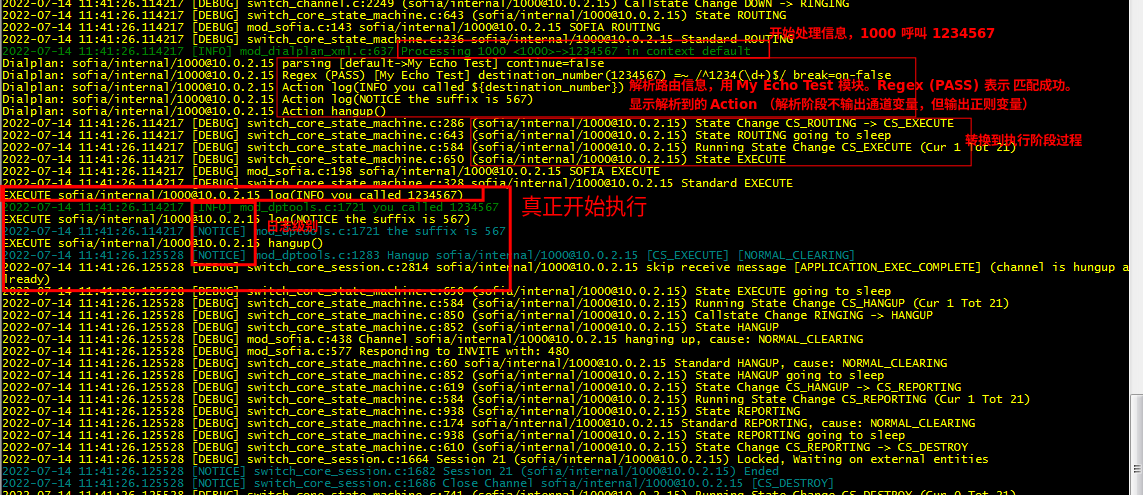 2022-07-14 11:41:26.114217 [DEBUG] switch_channel.c:2249 (sofia/internal/1000@10.0.2.15) Callstate Change DOWN -> RINGING
2022-07-14 11:41:26.114217 [DEBUG] switch_core_state_machine.c:643 (sofia/internal/1000@10.0.2.15) State ROUTING
2022-07-14 11:41:26.114217 [DEBUG] mod_sofia.c:143 sofia/internal/1000@10.0.2.15 SOFIA ROUTING
2022-07-14 11:41:26.114217 [DEBUG] switch_core_state_machine.c:236 sofia/internal/1000@10.0.2.15 Standard ROUTING
开始处理信息，1000 呼叫 1234567
2022-07-14 11:41:26.114217 [INFO] mod_dialplan_xml.c:637 Processing 1000 <1000>->1234567 in context default
Dialplan: sofia/internal/1000@10.0.2.15 parsing [default->My Echo Test] continue=false
Dialplan: sofia/internal/1000@10.0.2.15 Regex (PASS) [My Echo Test] destination_number(1234567) =~ /^1234(\d+)$/ break=on-false
Dialplan: sofia/internal/1000@10.0.2.15 Action log(INFO you called ${destination_number})
解析路由信息，用 My Echo Test 模块。Regex (PASS) 表示 匹配成功。
Dialplan: sofia/internal/1000@10.0.2.15 Action log(NOTICE the suffix is 567)
显示解析到的 Action （解析阶段不输出通道变量，但输出正则变量）
Dialplan: sofia/internal/1000@10.0.2.15 Action hangup()
2022-07-14 11:41:26.114217 [DEBUG] switch_core_state_machine.c:286 (sofia/internal/1000@10.0.2.15) State Change CS_ROUTING -> CS_EXECUTE
2022-07-14 11:41:26.114217 [DEBUG] switch_core_state_machine.c:643 (sofia/internal/1000@10.0.2.15) State ROUTING going to sleep
2022-07-14 11:41:26.114217 [DEBUG] switch_core_state_machine.c:584 (sofia/internal/1000@10.0.2.15) Running State Change CS_EXECUTE (Cur 1 Tot 21)
转换到执行阶段过程
2022-07-14 11:41:26.114217 [DEBUG] switch_core_state_machine.c:650 (sofia/internal/1000@10.0.2.15) State EXECUTE
2022-07-14 11:41:26.114217 [DEBUG] mod_sofia.c:198 sofia/internal/1000@10.0.2.15 SOFIA EXECUTE
2022-07-14 11:41:26.114217 [DEBUG] switch_core_state_machine.c:328 sofia/internal/1000@10.0.2.15 Standard EXECUTE
EXECUTE sofia/internal/1000@10.0.2.15 log(INFO you called 1234567)
2022-07-14 11:41:26.114217 [INFO] mod_dptools.c:1721 you called 1234567
真正开始执行
EXECUTE sofia/internal/1000@10.0.2.15 log(NOTICE the suffix is 567)
2022-07-14 11:41:26.114217 [NOTICE] mod_dptools.c:1721 the suffix is 567
EXECUTE sofia/internal/1000@10.0.2.15 hangup()
2022-07-14 11:41:26.125528 [NOTICE] mod_dptools.c:1283 Hangup sofia/internal/1000@10.0.2.15 [CS_EXECUTE] [NORMAL_CLEARING]
2022-07-14 11:41:26.125528 [DEBUG] switch_core_session.c:2814 sofia/internal/1000@10.0.2.15 skip receive message [APPLICATION_EXEC_COMPLETE] (channel is hungup a
lready)
2022-07-14 11:41:26.125528 [DEBUG] switch_core_state_machine.c:650 (sofia/internal/1000@10.0.2.15) State EXECUTE going to sleep
2022-07-14 11:41:26.125528 [DEBUG] switch_core_state_machine.c:584 (sofia/internal/1000@10.0.2.15) Running State Change CS_HANGUP (Cur 1 Tot 21)
2022-07-14 11:41:26.125528 [DEBUG] switch_core_state_machine.c:850 (sofia/internal/1000@10.0.2.15) Callstate Change RINGING -> HANGUP
2022-07-14 11:41:26.125528 [DEBUG] switch_core_state_machine.c:852 (sofia/internal/1000@10.0.2.15) State HANGUP
2022-07-14 11:41:26.125528 [DEBUG] mod_sofia.c:438 Channel sofia/internal/1000@10.0.2.15 hanging up, cause: NORMAL_CLEARING
2022-07-14 11:41:26.125528 [DEBUG] mod_sofia.c:577 Responding to INVITE with: 480
2022-07-14 11:41:26.125528 [DEBUG] switch_core_state_machine.c:60 sofia/internal/1000@10.0.2.15 Standard HANGUP, cause: NORMAL_CLEARING
2022-07-14 11:41:26.125528 [DEBUG] switch_core_state_machine.c:852 (sofia/internal/1000@10.0.2.15) State HANGUP going to sleep
2022-07-14 11:41:26.125528 [DEBUG] switch_core_state_machine.c:619 (sofia/internal/1000@10.0.2.15) State Change CS_HANGUP -> CS_REPORTING
2022-07-14 11:41:26.125528 [DEBUG] switch_core_state_machine.c:584 (sofia/internal/1000@10.0.2.15) Running State Change CS_REPORTING (Cur 1 Tot 21)
2022-07-14 11:41:26.125528 [DEBUG] switch_core_state_machine.c:938 (sofia/internal/1000@10.0.2.15) State REPORTING
2022-07-14 11:41:26.125528 [DEBUG] switch_core_state_machine.c:174 sofia/internal/1000@10.0.2.15 Standard REPORTING, cause: NORMAL_CLEARING
2022-07-14 11:41:26.125528 [DEBUG] switch_core_state_machine.c:938 (sofia/internal/1000@10.0.2.15) State REPORTING going to sleep
2022-07-14 11:41:26.125528 [DEBUG] switch_core_state_machine.c:610 (sofia/internal/1000@10.0.2.15) State Change CS_REPORTING -> CS_DESTROY
2022-07-14 11:41:26.125528 [DEBUG] switch_core_session.c:1664 Session 21 (sofia/internal/1000@10.0.2.15) Locked, Waiting on external entities
2022-07-14 11:41:26.125528 [NOTICE] switch_core_session.c:1682 Session 21 (sofia/internal/1000@10.0.2.15) Ended
2022-07-14 11:41:26.125528 [NOTICE] switch_core_session.c:1686 Close Channel sofia/internal/1000@10.0.2.15 [CS_DESTROY]
2022-07-14 11:41:26.125528 [DEBUG] switch_core_state_machine.c:741 (sofia/internal/1000@10.0.2.15) Running State Change CS_DESTROY (Cur 0 Tot 21)